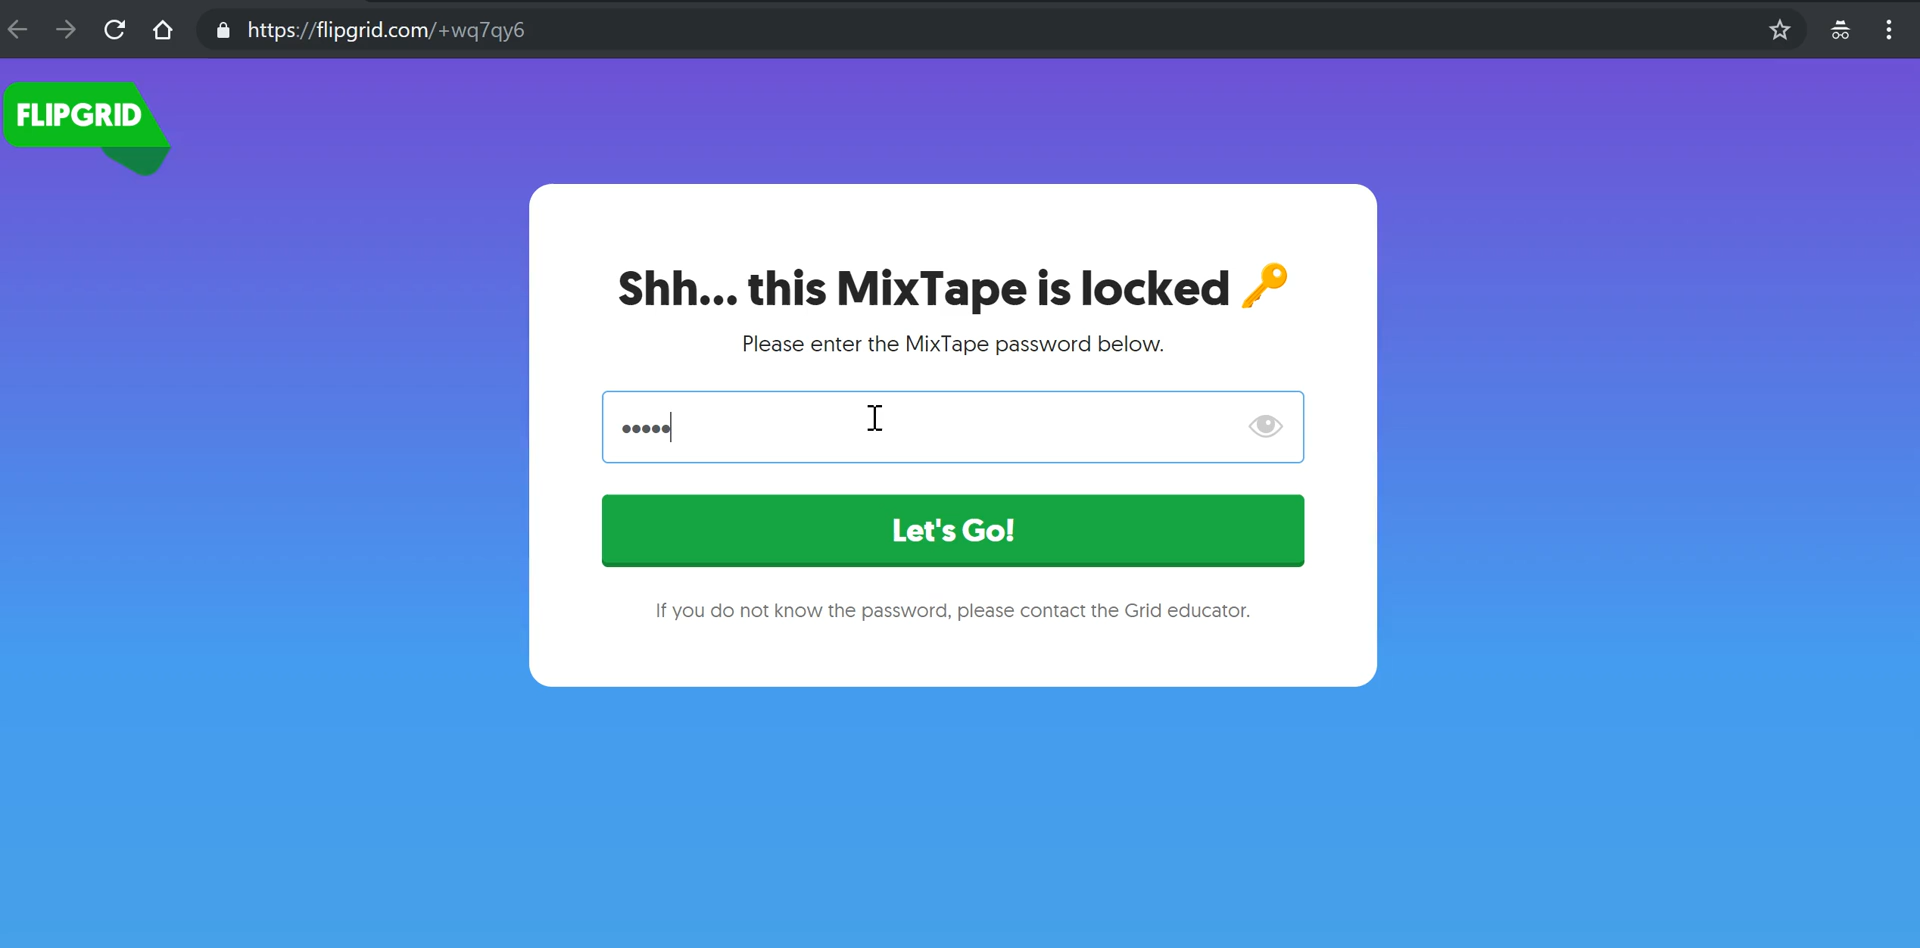 https://flipgrid.com/+wq7qy6
FLIPGRID
Shh... this MixTape is locked 🔑
Please enter the MixTape password below.
•••••
Let's Go!
If you do not know the password, please contact the Grid educator.